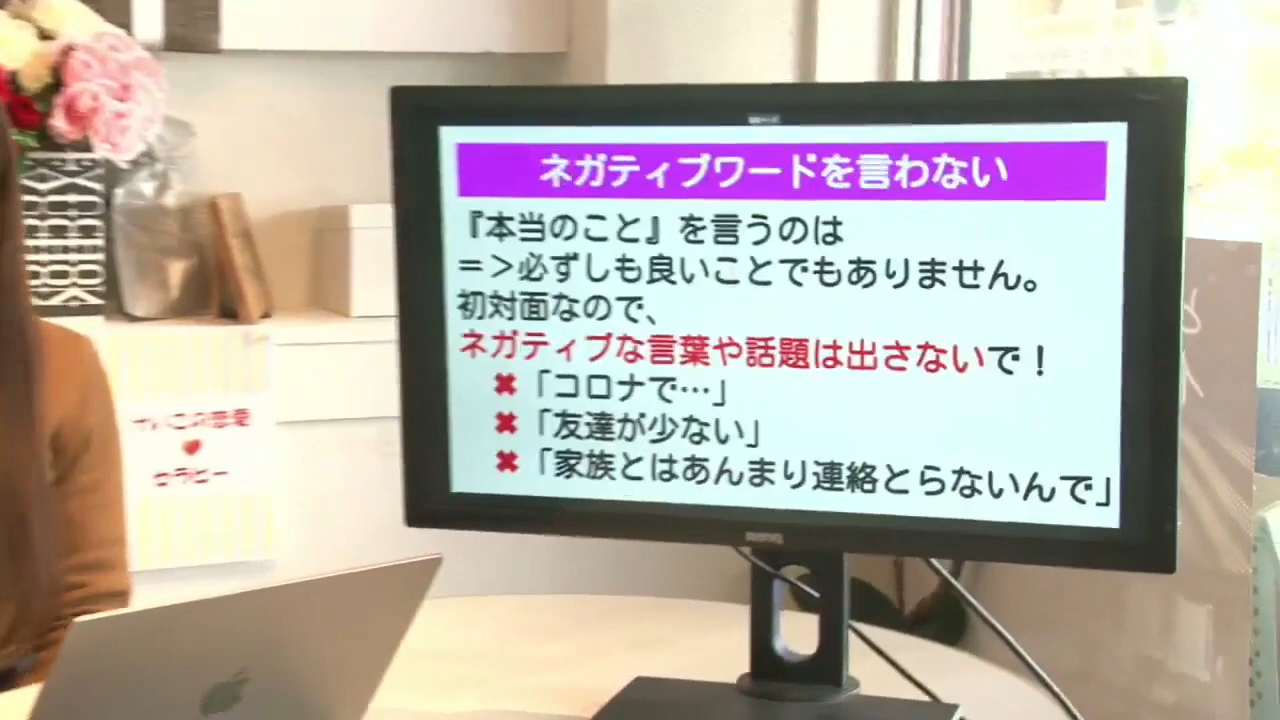 ネガティブワードを言わない
『本当のこと』を言うのは
＝＞必ずしも良いことでもありません。
初対面なので、
ネガティブな言葉や話題は出さないで！
✖「コロナで…」
✖「友達が少ない」
✖「家族とはあんまり連絡とらないんで」
セラピー